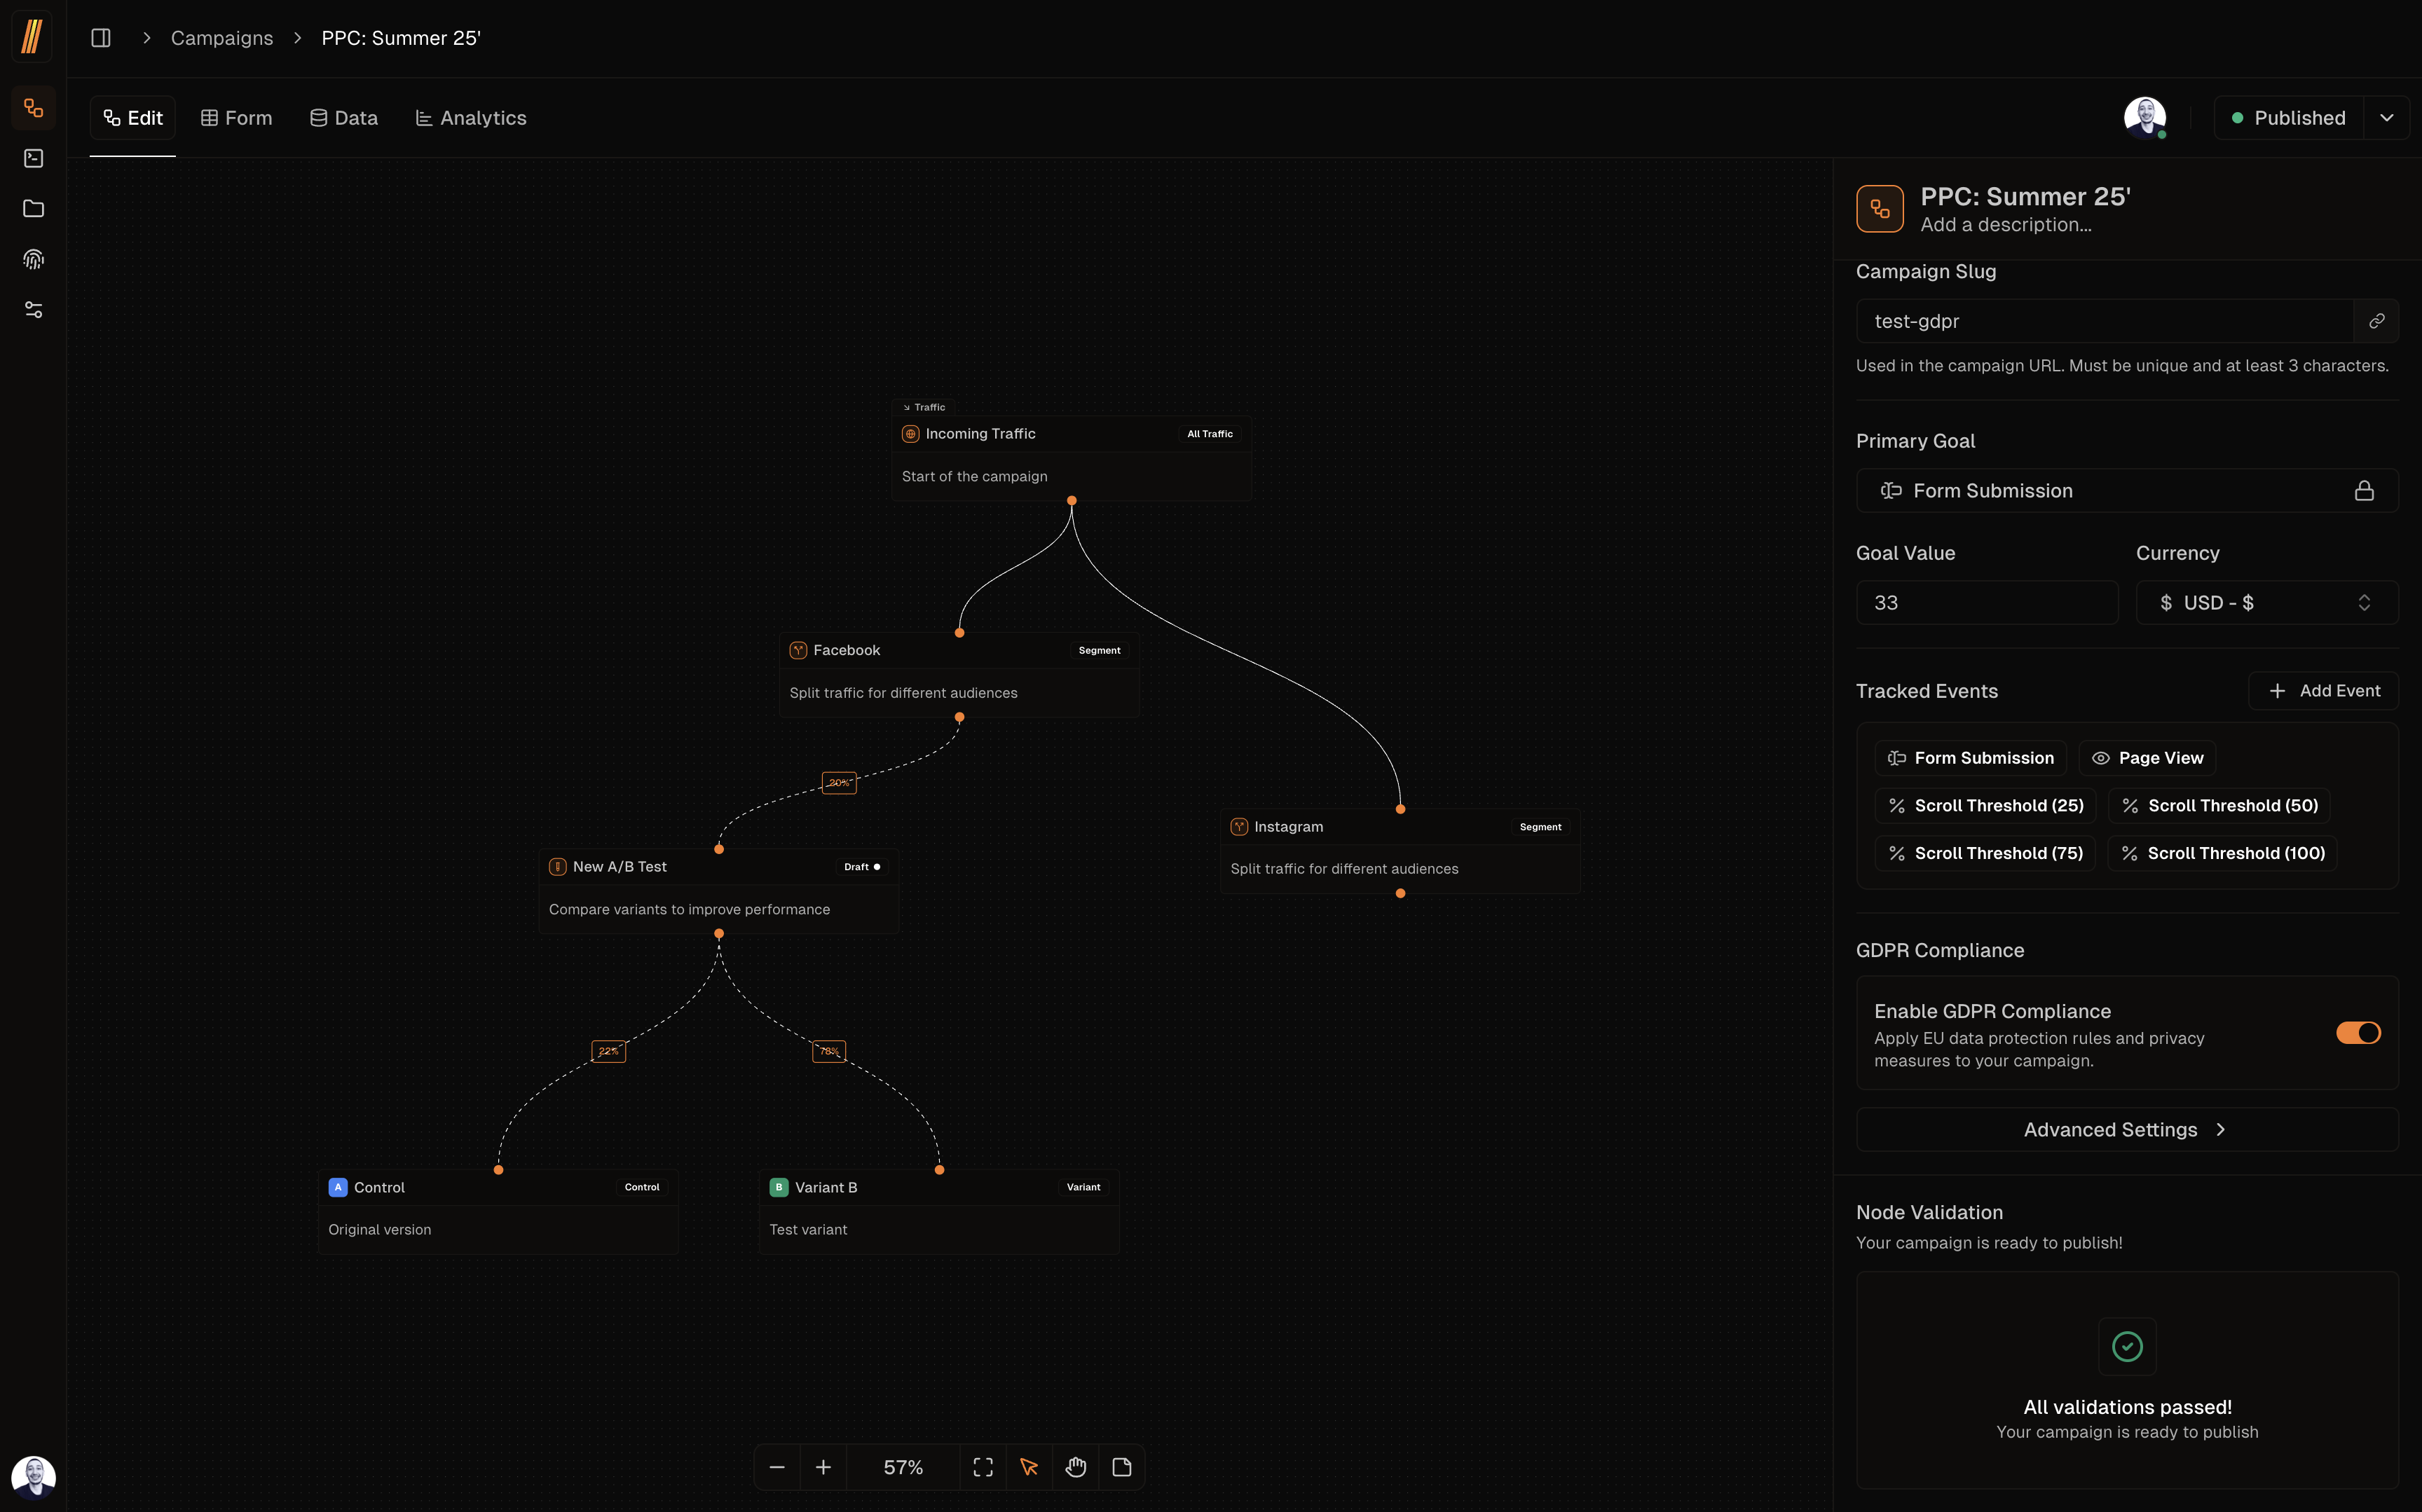 Campaigns
PPC: Summer 25'
Edit
Form
Data
Analytics
Published
Traffic
Incoming Traffic
All Traffic
Start of the campaign
Facebook
Segment
Split traffic for different audiences
20%
New A/B Test
Draft
Compare variants to improve performance
Instagram
Segment
Split traffic for different audiences
22%
78%
A
Control
Control
Original version
B
Variant B
Variant
Test variant
57%
PPC: Summer 25'
Add a description...
Campaign Slug
test-gdpr
Used in the campaign URL. Must be unique and at least 3 characters.
Primary Goal
Form Submission
Goal Value
Currency
33
$ USD - $
Tracked Events
Add Event
Form Submission
Page View
Scroll Threshold (25)
Scroll Threshold (50)
Scroll Threshold (75)
Scroll Threshold (100)
GDPR Compliance
Enable GDPR Compliance
Apply EU data protection rules and privacy
measures to your campaign.
Advanced Settings
Node Validation
Your campaign is ready to publish!
All validations passed!
Your campaign is ready to publish